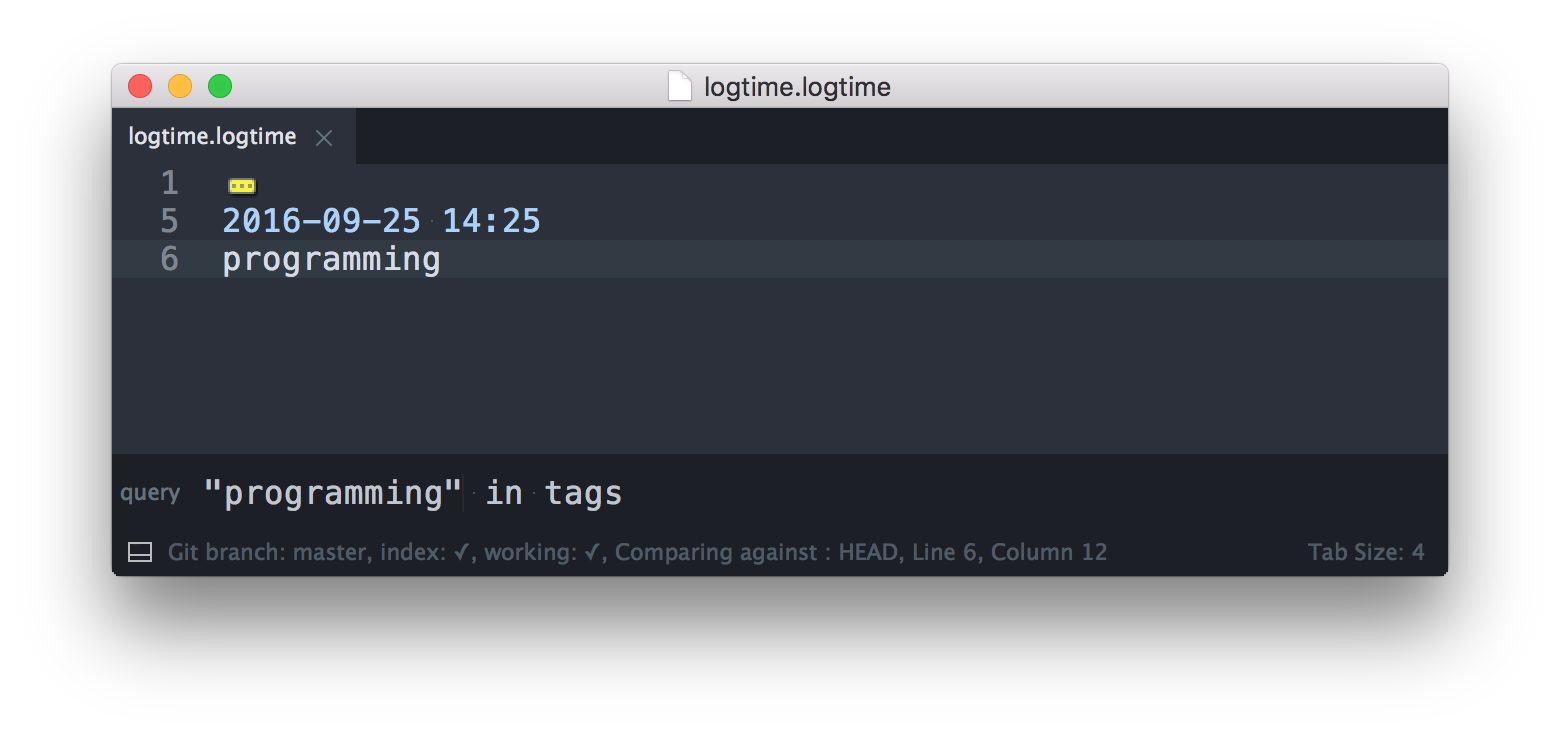 logtime.logtime
logtime.logtime
1
5 2016-09-25 14:25
6 programming
query "programming" in tags
Git branch: master, index: ✓, working: ✓, Comparing against : HEAD, Line 6, Column 12 Tab Size: 4